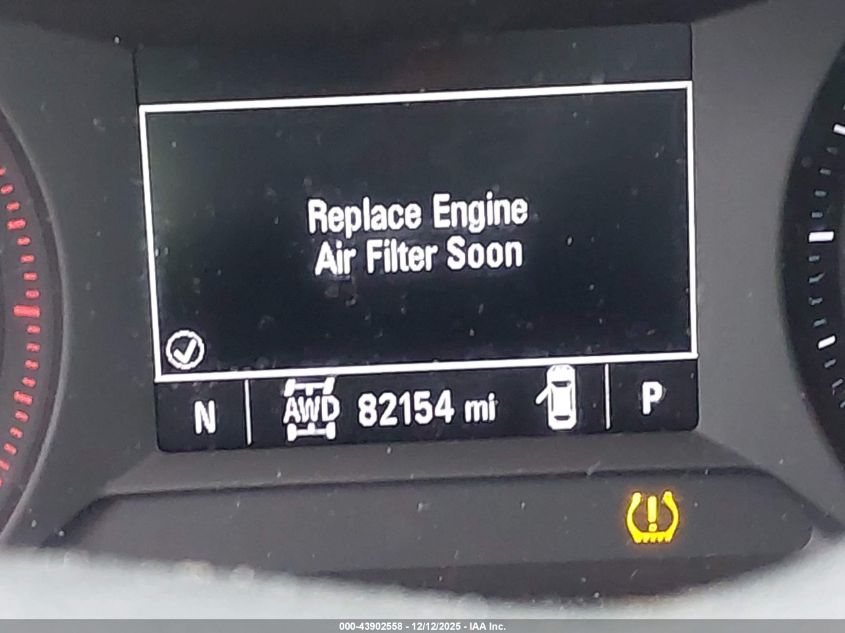 Replace Engine
Air Filter Soon
N AWD 82154 mi P
000-43902558 - 12/12/2025 - IAA Inc.